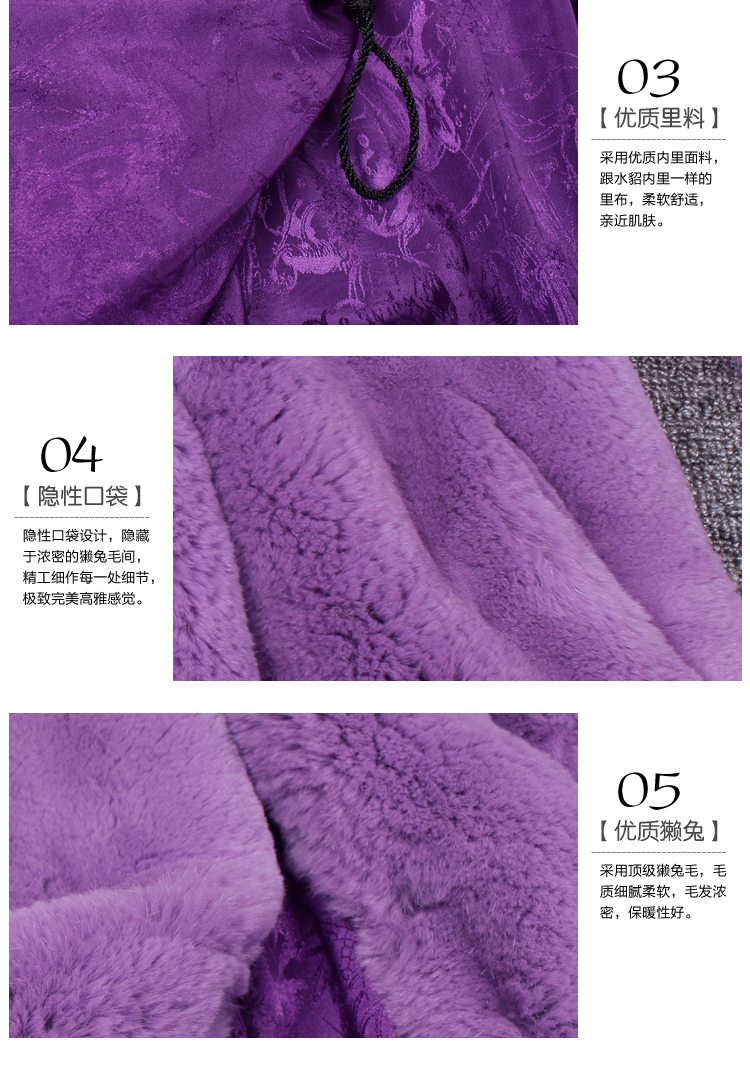 03
【优质里料】
采用优质内里面料，
跟水貂内里一样的
里布，柔软舒适，
亲近肌肤。
04
【隐性口袋】
隐性口袋设计，隐藏
于浓密的獭兔毛间，
精工细作每一处细节，
极致完美高雅感觉。
05
【优质獭兔】
采用顶级獭兔毛，毛
质细腻柔软，毛发浓
密，保暖性好。